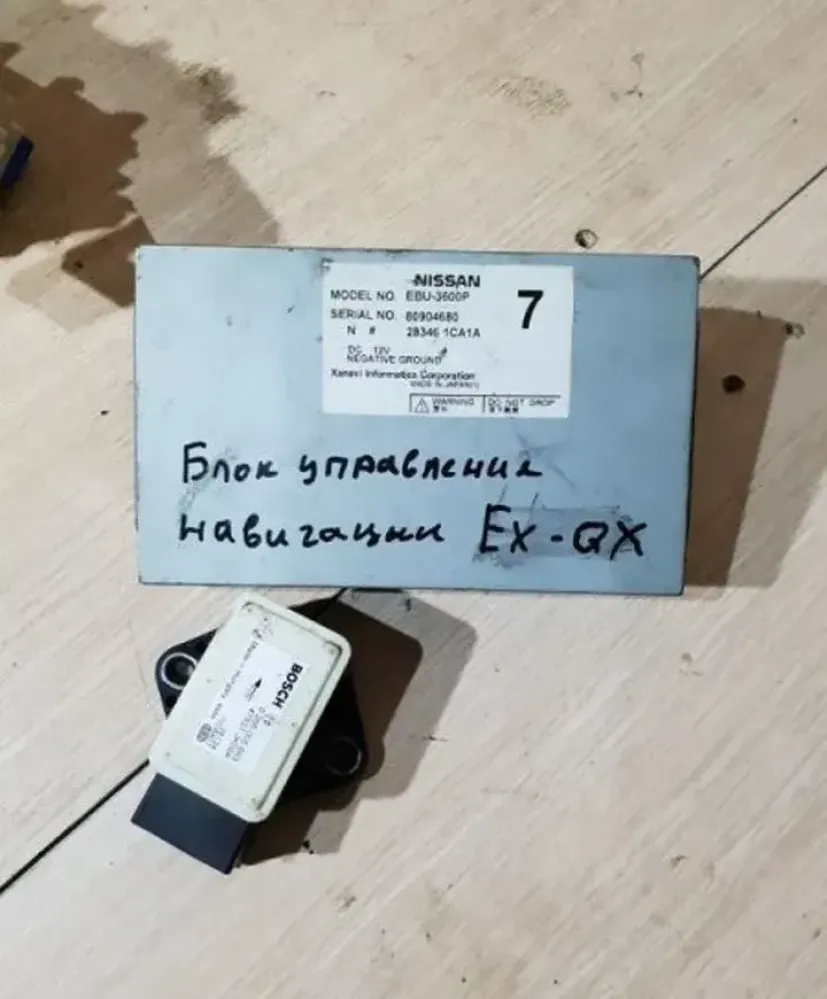 NISSAN
MODEL NO. EBU-3600P
SERIAL NO. 80904680
7
N # 28346 1CA1A
DC 12V
NEGATIVE GROUND
Xanavi Informatics Corporation
MADE IN JAPAN
WARNING DO NOT DROP
Блок управления
навигации EX-QX
BOSCH